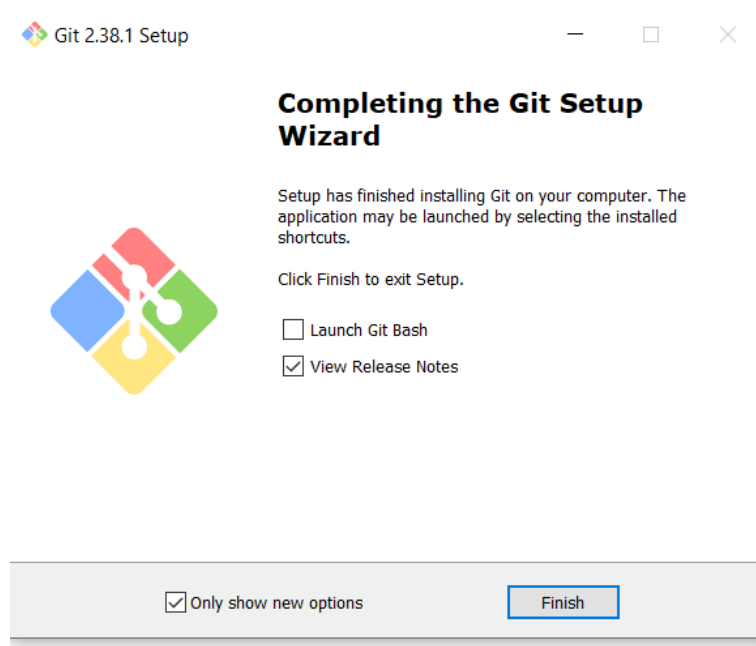 Git 2.38.1 Setup
Completing the Git Setup
Wizard
Setup has finished installing Git on your computer. The
application may be launched by selecting the installed
shortcuts.
Click Finish to exit Setup.
Launch Git Bash
View Release Notes
Only show new options
Finish